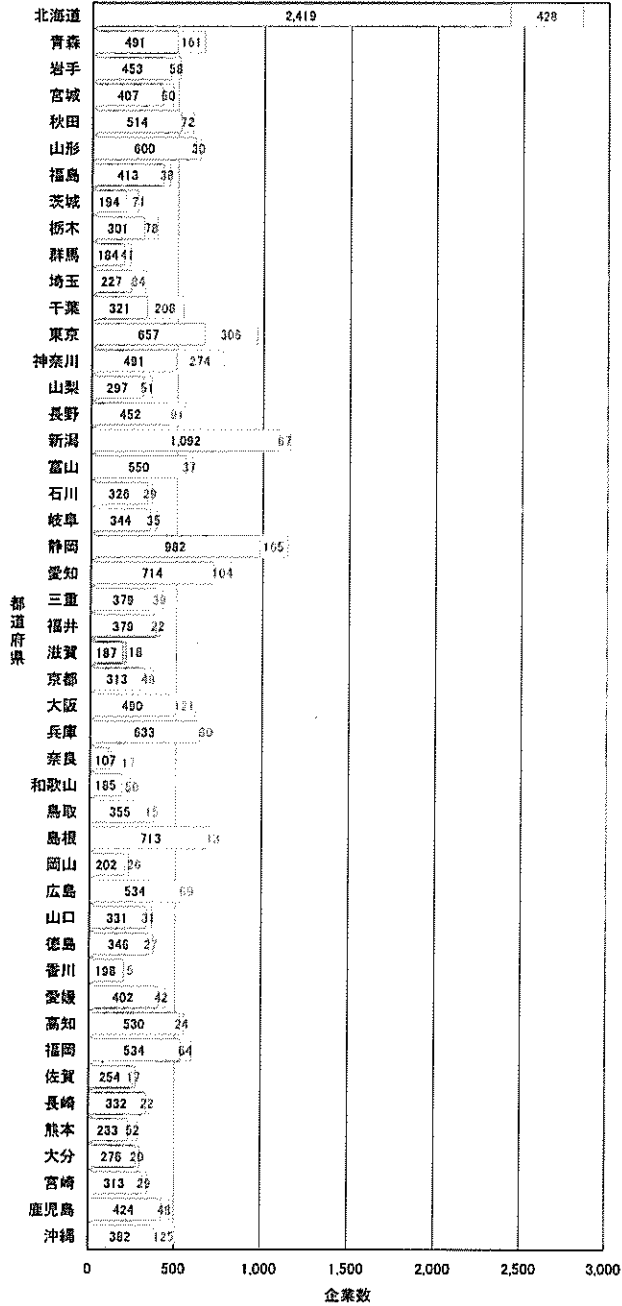 北海道 2,419 428
青森 491 161
岩手 453 58
宮城 407 60
秋田 514 72
山形 600 30
福島 413 38
茨城 194 71
栃木 301 78
群馬 184 41
埼玉 227 84
千葉 321 208
東京 657 306
神奈川 491 274
山梨 297 51
長野 452 91
新潟 1,092 67
富山 550 37
石川 326 29
岐阜 344 35
静岡 982 165
愛知 714 104
三重 379 39
福井 379 22
滋賀 187 18
京都 313 48
大阪 490 121
兵庫 633 60
奈良 107 17
和歌山 185 50
鳥取 355 15
島根 713 13
岡山 202 26
広島 534 69
山口 331 31
徳島 346 27
香川 198 5
愛媛 402 42
高知 530 24
福岡 534 64
佐賀 254 17
長崎 332 22
熊本 233 52
大分 276 20
宮崎 313 29
鹿児島 424 48
沖縄 382 125
都道府県
0 500 1,000 1,500 2,000 2,500 3,000
企業数